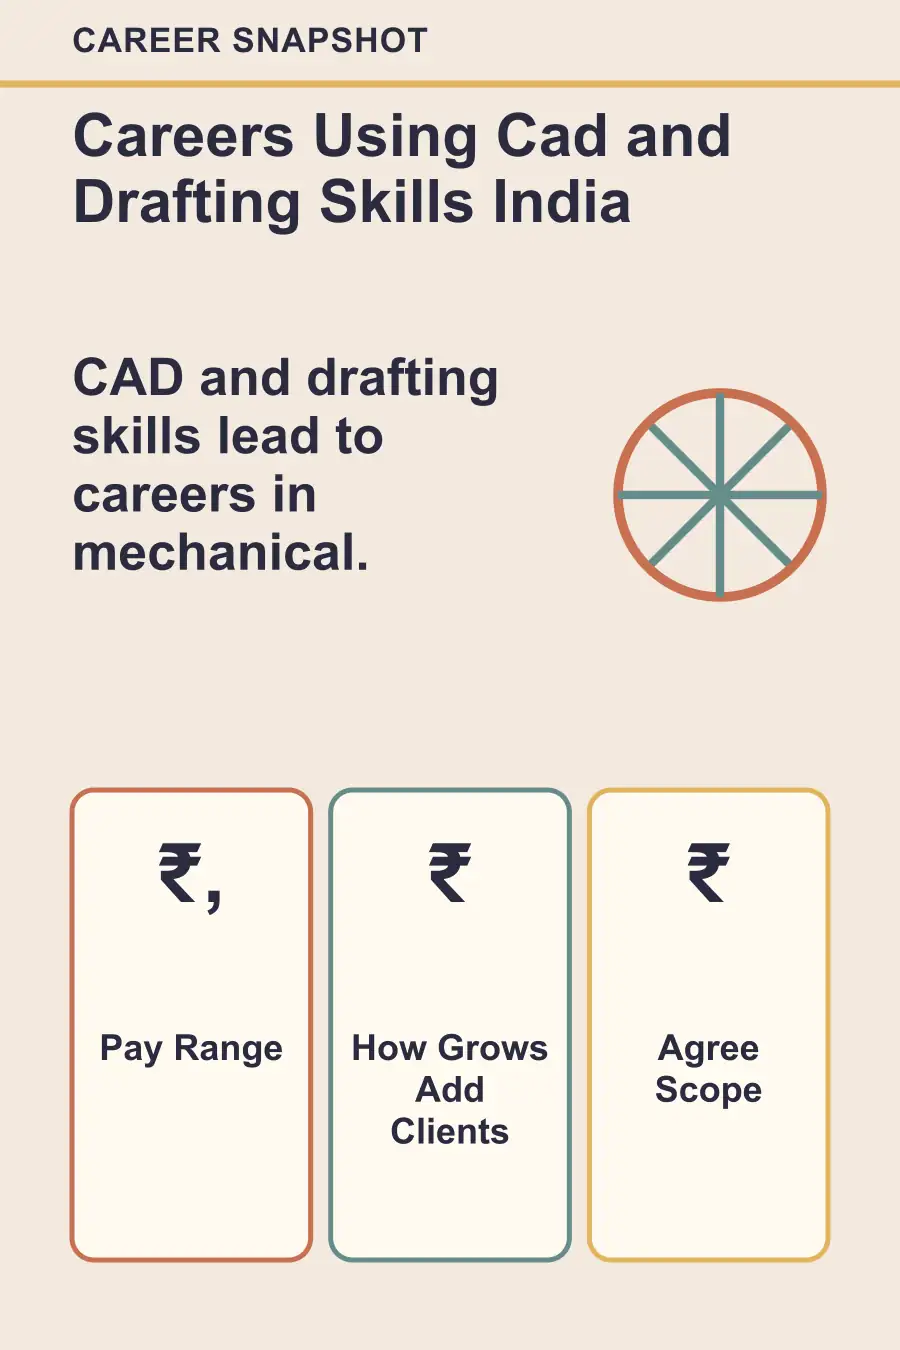 CAREER SNAPSHOT
Careers Using Cad and
Drafting Skills India
CAD and drafting
skills lead to
careers in
mechanical.
₹,
Pay Range
₹
How Grows
Add
Clients
₹
Agree
Scope